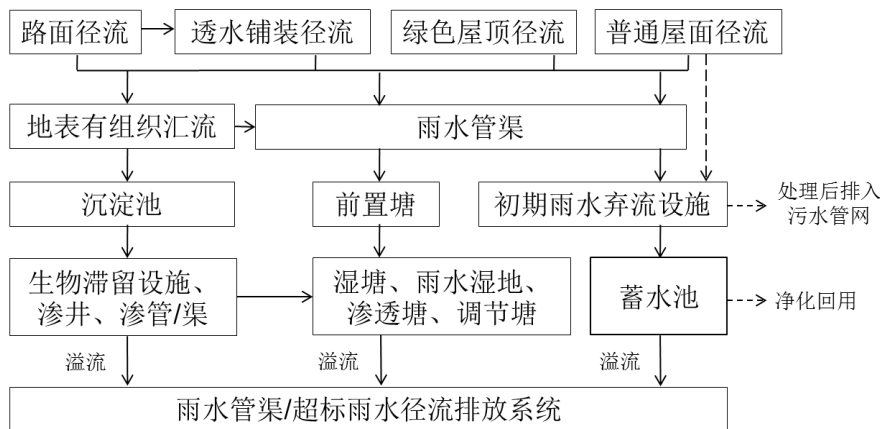 路面径流
透水铺装径流
绿色屋顶径流
普通屋面径流
地表有组织汇流
雨水管渠
沉淀池
前置塘
初期雨水弃流设施
处理后排入
污水管网
生物滞留设施、
渗井、渗管/渠
湿塘、雨水湿地、
渗透塘、调节塘
蓄水池
净化回用
溢流
溢流
溢流
雨水管渠/超标雨水径流排放系统